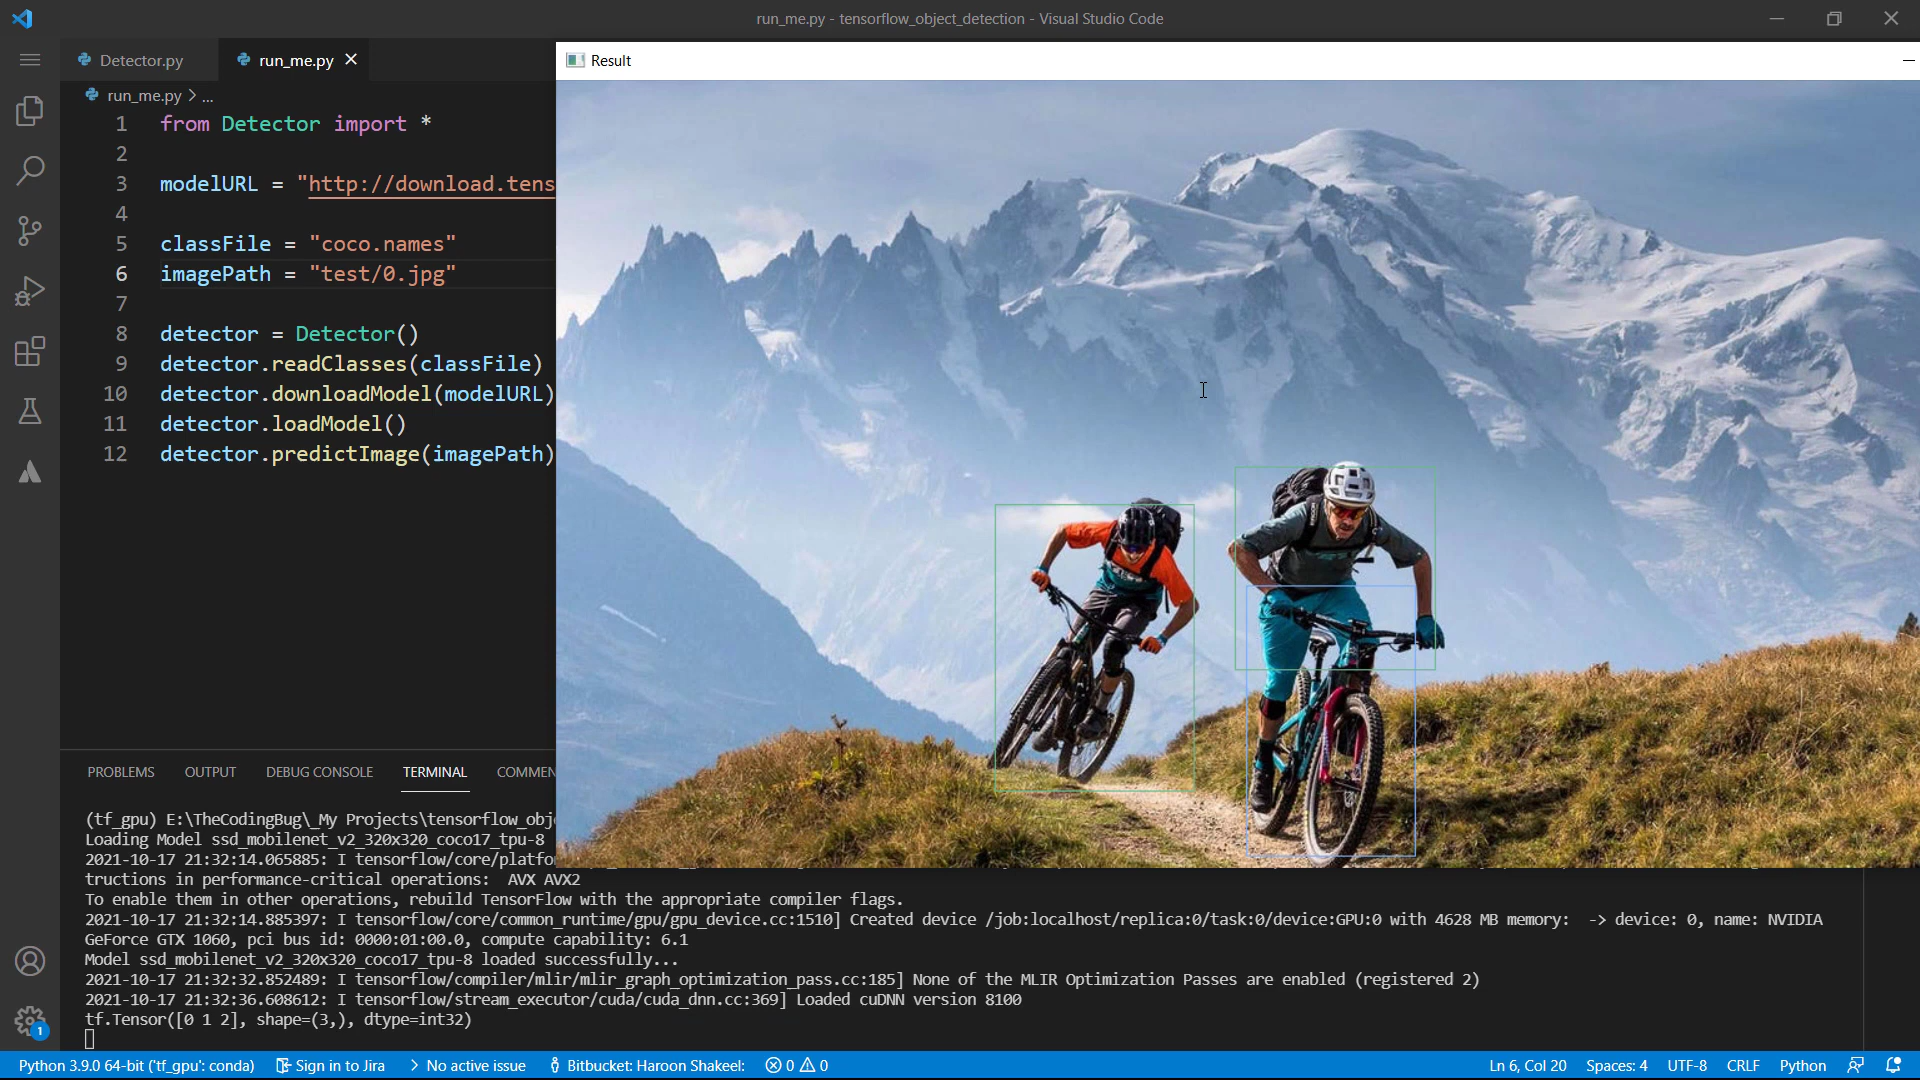 run_me.py - tensorflow_object_detection - Visual Studio Code
Detector.py
run_me.py
Result
run_me.py > ...
1 from Detector import *
2
3 modelURL = "http://download.tens
4
5 classFile = "coco.names"
6 imagePath = "test/0.jpg"
7
8 detector = Detector()
9 detector.readClasses(classFile)
10 detector.downloadModel(modelURL)
11 detector.loadModel()
12 detector.predictImage(imagePath)
PROBLEMS OUTPUT DEBUG CONSOLE TERMINAL COMMEN
(tf_gpu) E:\TheCodingBug\_My Projects\tensorflow_obje
Loading Model ssd_mobilenet_v2_320x320_coco17_tpu-8
2021-10-17 21:32:14.065885: I tensorflow/core/platfo
tructions in performance-critical operations:  AVX AVX2
To enable them in other operations, rebuild TensorFlow with the appropriate compiler flags.
2021-10-17 21:32:14.885397: I tensorflow/core/common_runtime/gpu/gpu_device.cc:1510] Created device /job:localhost/replica:0/task:0/device:GPU:0 with 4628 MB memory:  -> device: 0, name: NVIDIA
GeForce GTX 1060, pci bus id: 0000:01:00.0, compute capability: 6.1
Model ssd_mobilenet_v2_320x320_coco17_tpu-8 loaded successfully...
2021-10-17 21:32:32.852489: I tensorflow/compiler/mlir/mlir_graph_optimization_pass.cc:185] None of the MLIR Optimization Passes are enabled (registered 2)
2021-10-17 21:32:36.608612: I tensorflow/stream_executor/cuda/cuda_dnn.cc:369] Loaded cuDNN version 8100
tf.Tensor([0 1 2], shape=(3,), dtype=int32)
1
Python 3.9.0 64-bit ('tf_gpu': conda) Sign in to Jira > No active issue Bitbucket: Haroon Shakeel: 0 0 Ln 6, Col 20 Spaces: 4 UTF-8 CRLF Python